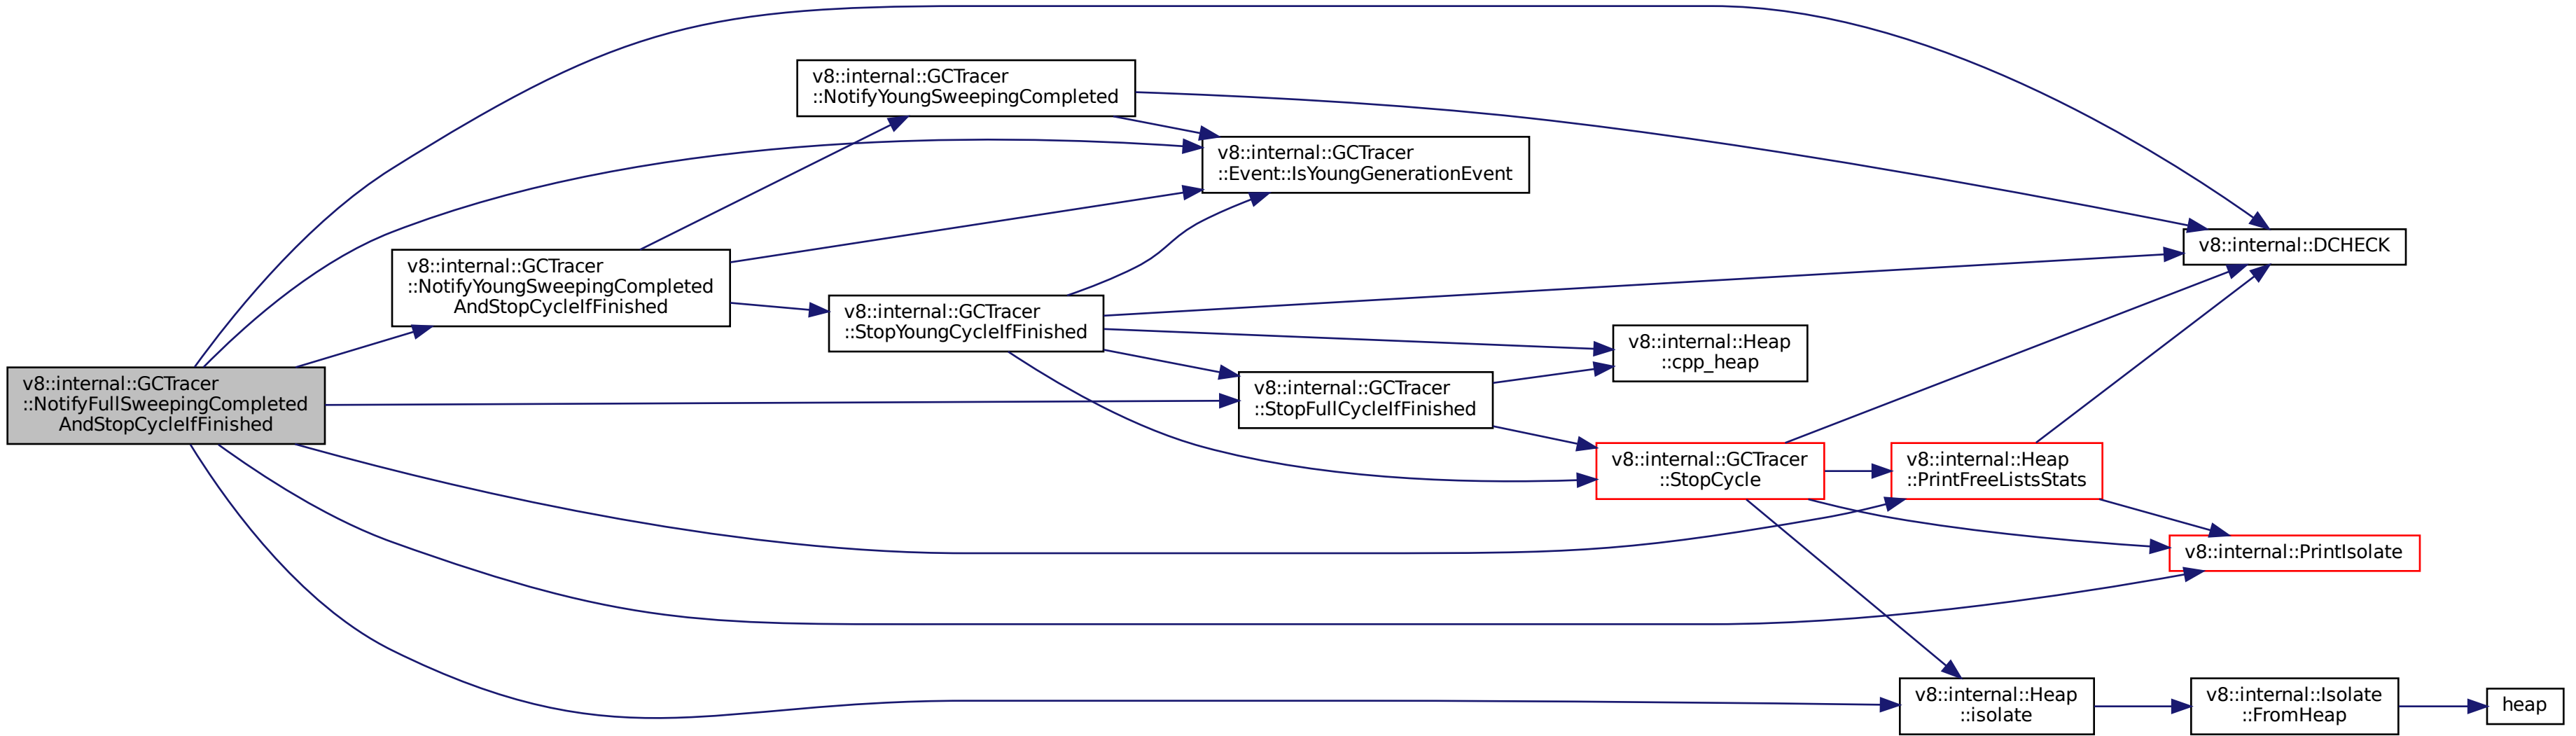 v8::internal::GCTracer
::NotifyFullSweepingCompleted
AndStopCycleIfFinished
v8::internal::GCTracer
::NotifyYoungSweepingCompleted
AndStopCycleIfFinished
v8::internal::GCTracer
::NotifyYoungSweepingCompleted
v8::internal::GCTracer
::StopYoungCycleIfFinished
v8::internal::GCTracer
::Event::IsYoungGenerationEvent
v8::internal::GCTracer
::StopFullCycleIfFinished
v8::internal::Heap
::cpp_heap
v8::internal::GCTracer
::StopCycle
v8::internal::Heap
::PrintFreeListsStats
v8::internal::DCHECK
v8::internal::PrintIsolate
v8::internal::Heap
::isolate
v8::internal::Isolate
::FromHeap
heap